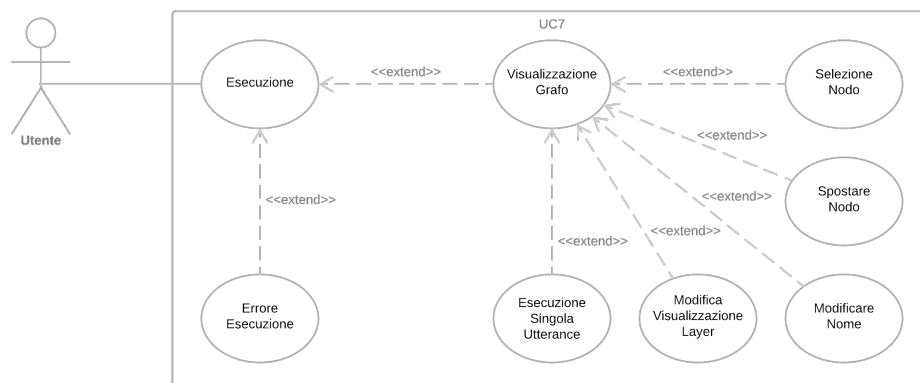 UC7
Utente
Esecuzione
<<extend>>
Visualizzazione
Grafo
<<extend>>
Selezione
Nodo
<<extend>>
Spostare
Nodo
<<extend>>
<<extend>>
<<extend>>
<<extend>>
Errore
Esecuzione
Esecuzione
Singola
Utterance
Modifica
Visualizzazione
Layer
Modificare
Nome